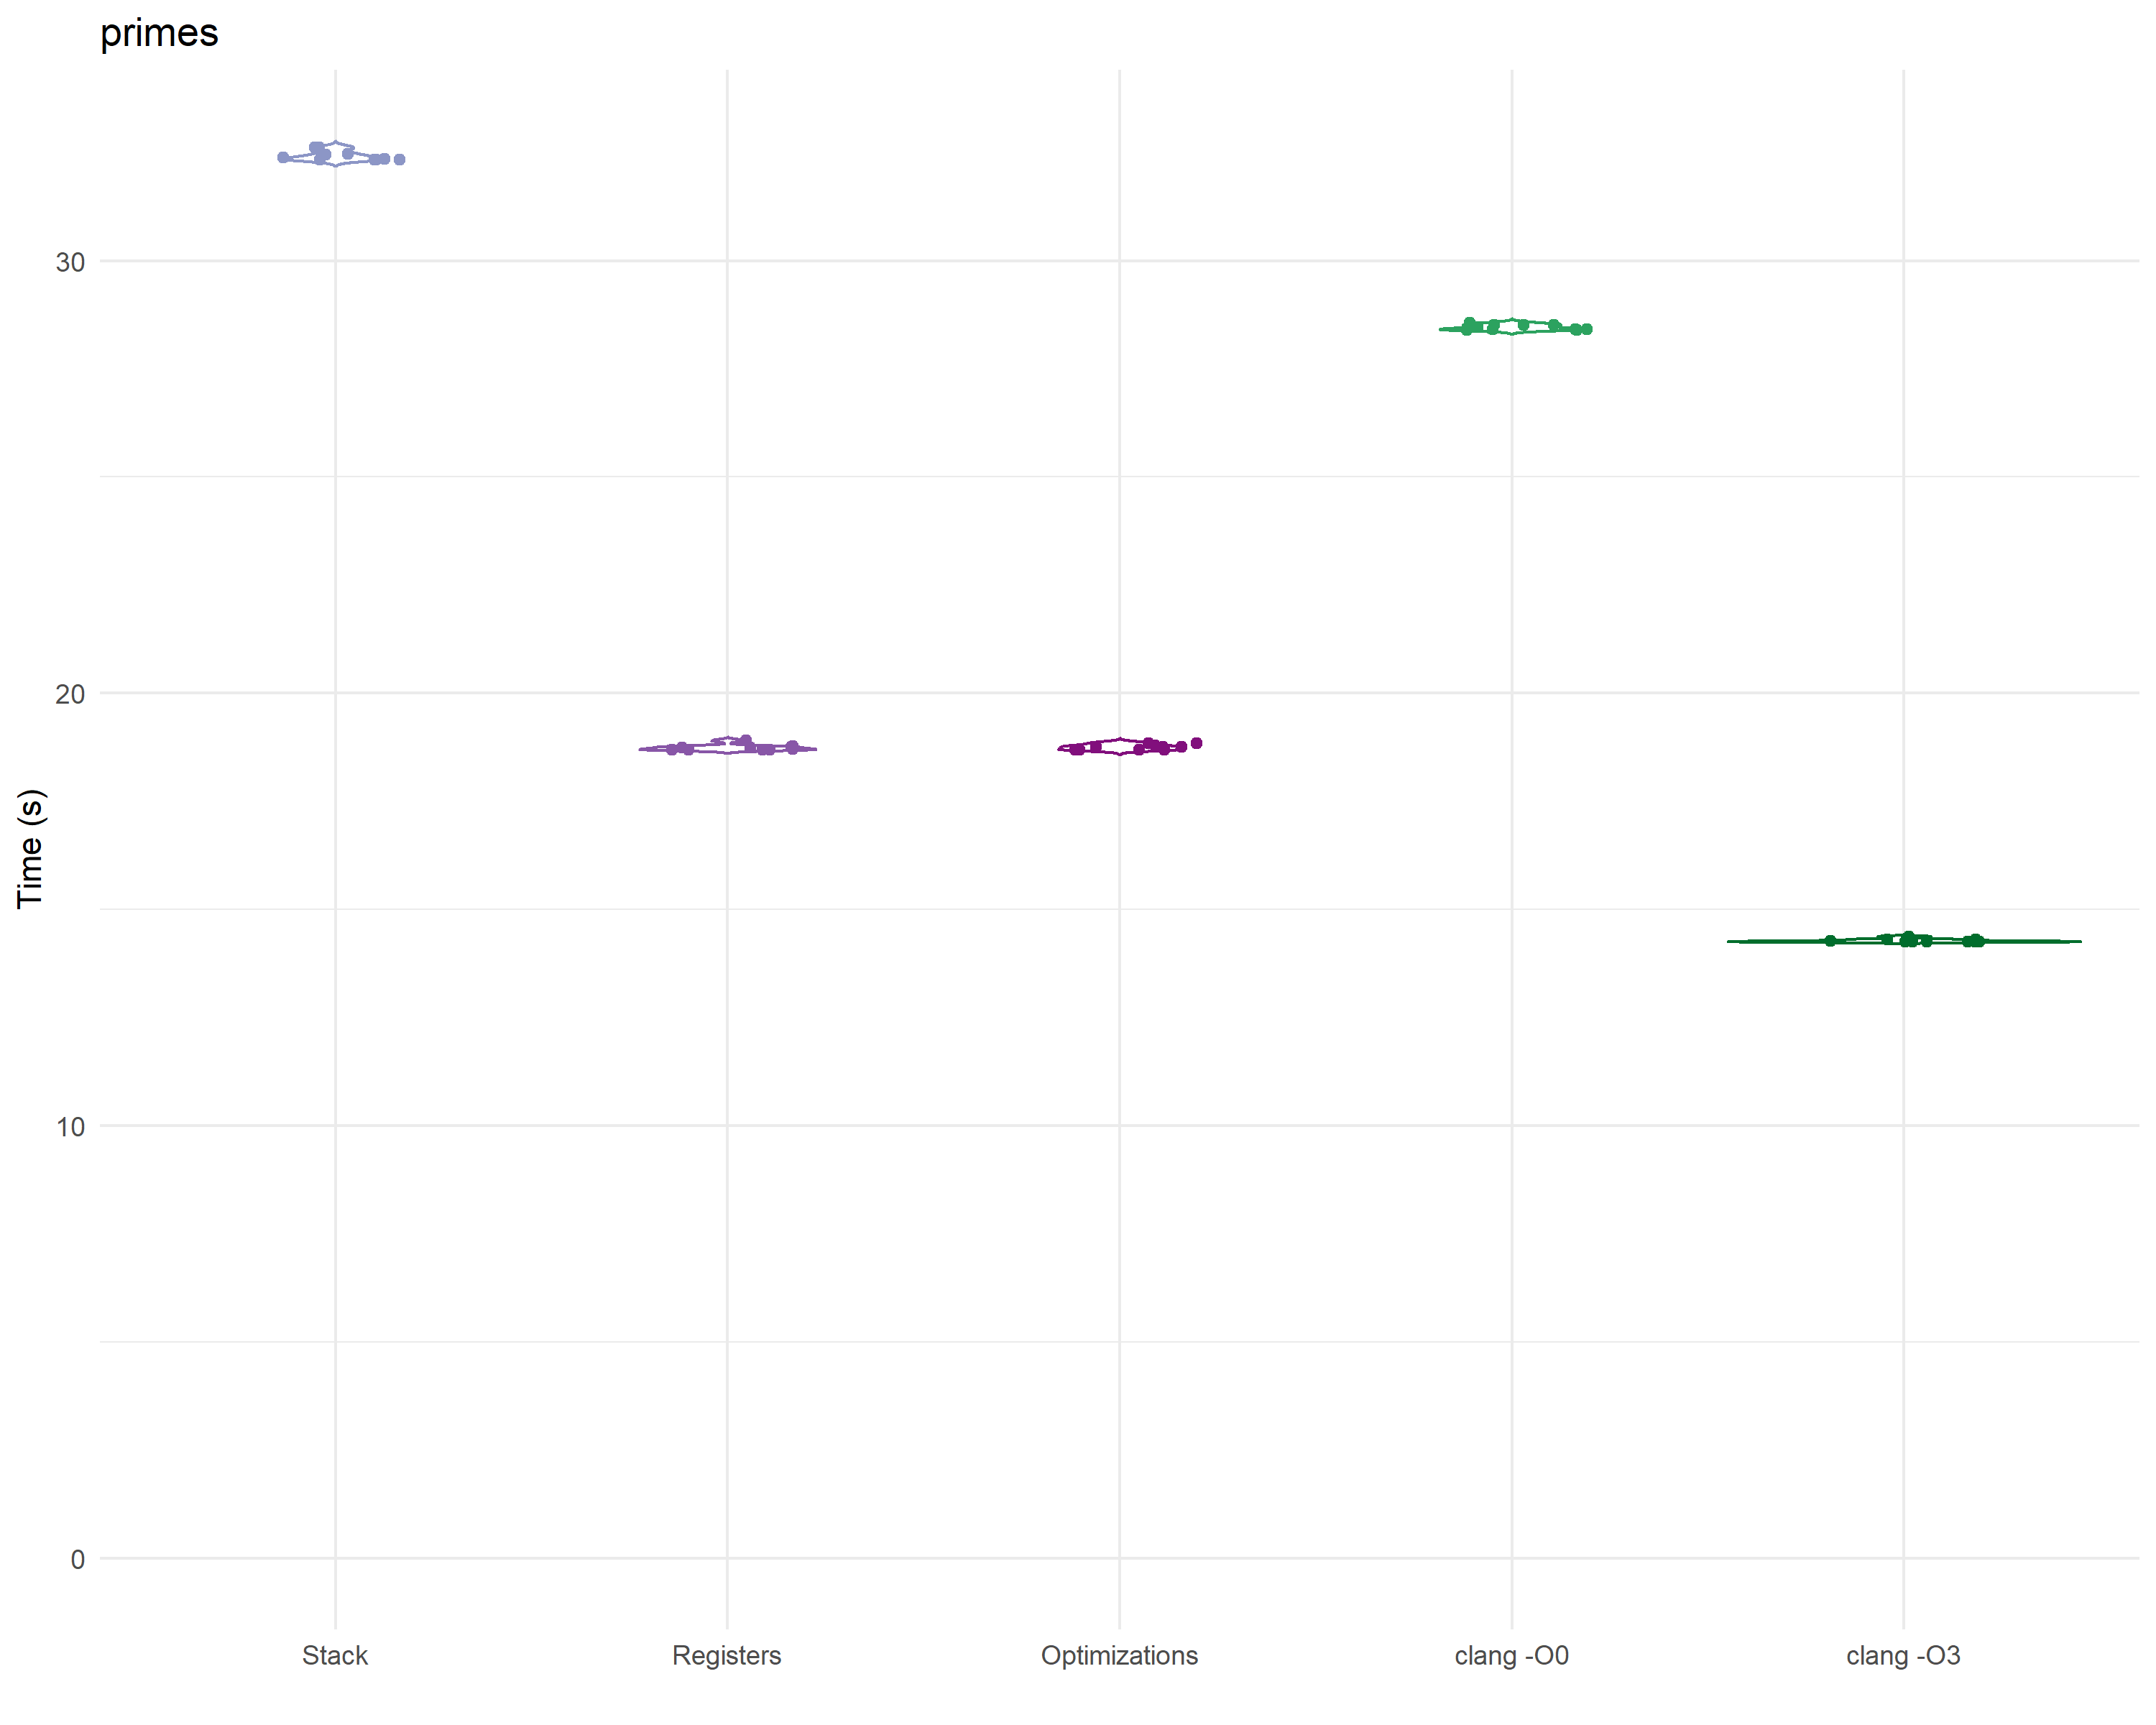 primes
Time (s)
30
20
10
0
Stack
Registers
Optimizations
clang -O0
clang -O3